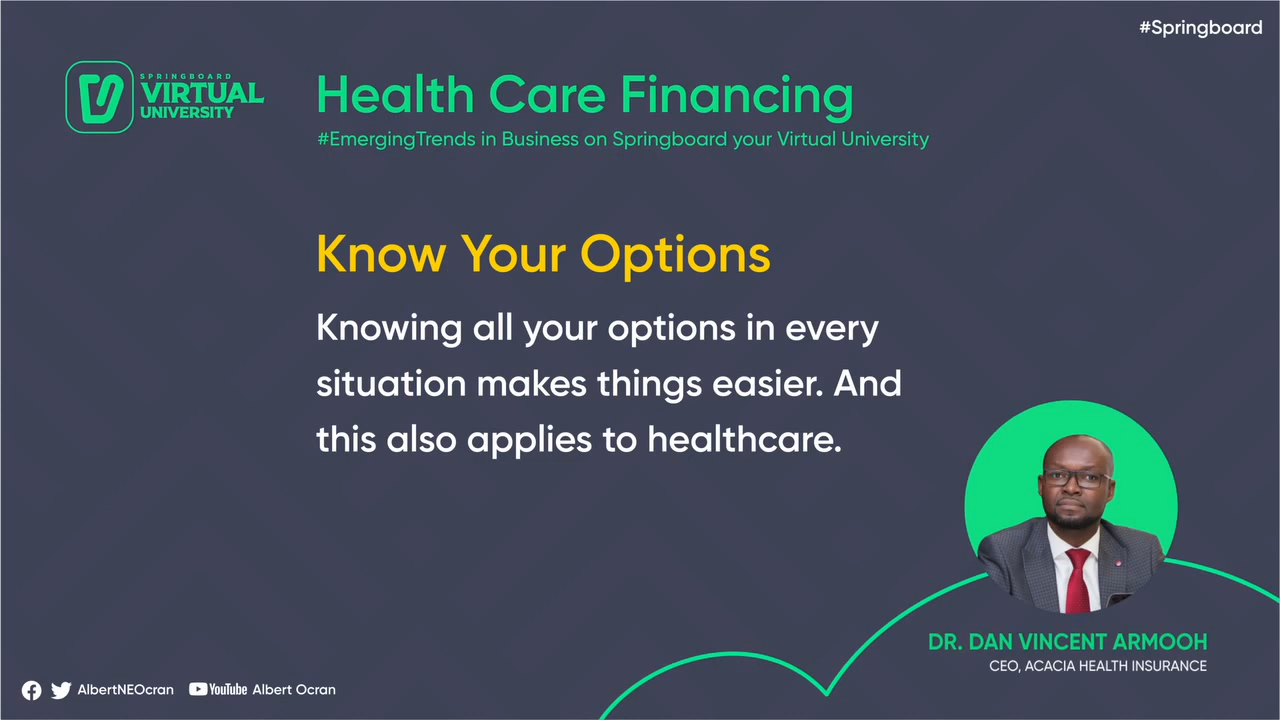 #Springboard
SPRINGBOARD
VIRTUAL
UNIVERSITY
Health Care Financing
#EmergingTrends in Business on Springboard your Virtual University
Know Your Options
Knowing all your options in every
situation makes things easier. And
this also applies to healthcare.
DR. DAN VINCENT ARMOOH
CEO, ACACIA HEALTH INSURANCE
AlbertNEOcran YouTube Albert Ocran